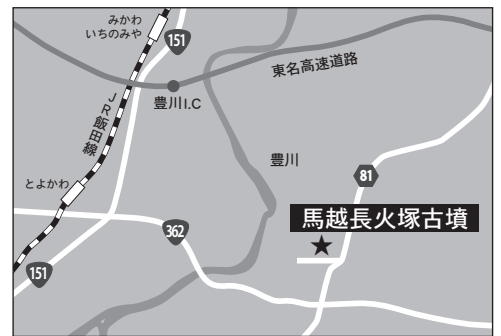 みかわ
いちのみや
151
東名高速道路
豊川I.C
JR飯田線
豊川
とよかわ
81
馬越長火塚古墳
362
151